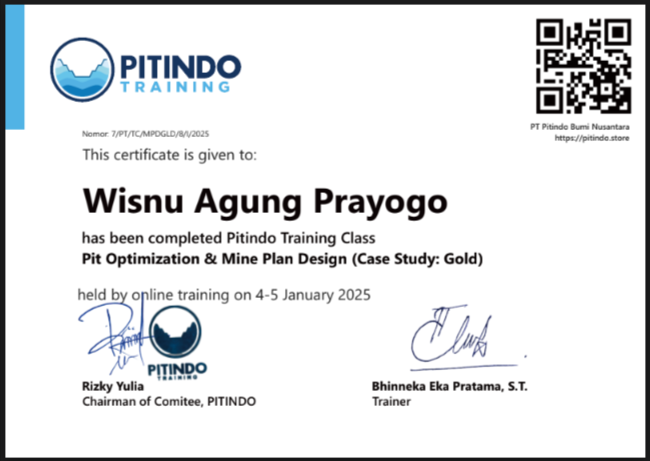 PITINDO
TRAINING
PT Pitindo Bumi Nusantara
https://pitindo.store
Nomor: 7/PT/TC/MPDGLD/B/I/2025
This certificate is given to:
Wisnu Agung Prayogo
has been completed Pitindo Training Class
Pit Optimization & Mine Plan Design (Case Study: Gold)
held by online training on 4-5 January 2025
PITINDO
TRAINING
Rizky Yulia
Chairman of Comitee, PITINDO
Bhinneka Eka Pratama, S.T.
Trainer